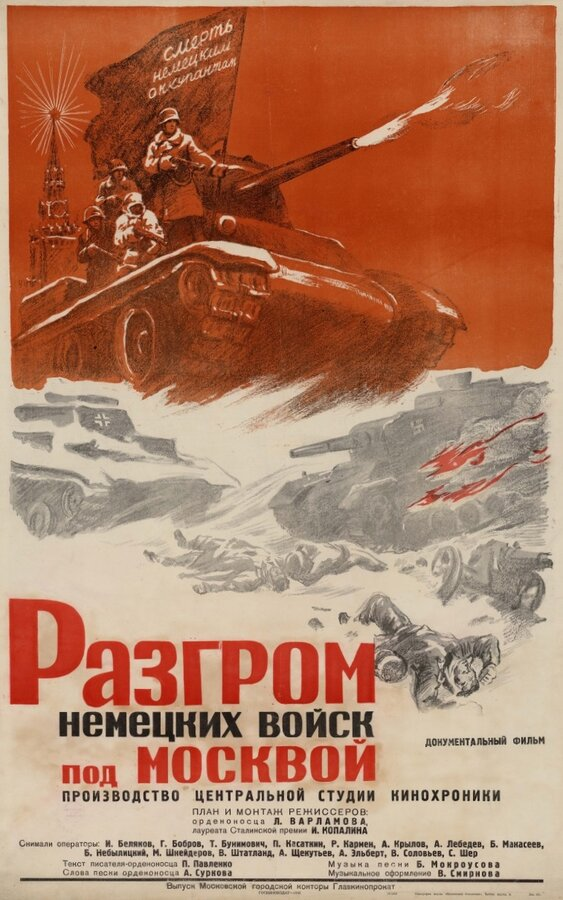 смерть
немецким
оккупантам
Разгром
немецких войск
под Москвой
ДОКУМЕНТАЛЬНЫЙ ФИЛЬМ
ПРОИЗВОДСТВО ЦЕНТРАЛЬНОЙ СТУДИИ КИНОХРОНИКИ
ПЛАН И МОНТАЖ РЕЖИССЕРОВ:
орденоносца Л. ВАРЛАМОВА,
лауреата Сталинской премии И. КОПАЛИНА
Снимали операторы: И. Беляков, Г. Бобров, Т. Бунимович, П. Касаткин, Р. Кармен, А. Крылов, А. Лебедев, Б. Макасеев,
Б. Небылицкий, М. Шнейдеров, В. Штатланд, А. Щекутьев, А. Эльберт, В. Соловьев, С. Шер
Текст писателя-орденоносца П. Павленко
Музыка песни Б. Мокроусова
Слова песни орденоносца А. Суркова
Музыкальное оформление В. Смирнова
Выпуск Московской городской конторы Главкинопрокат